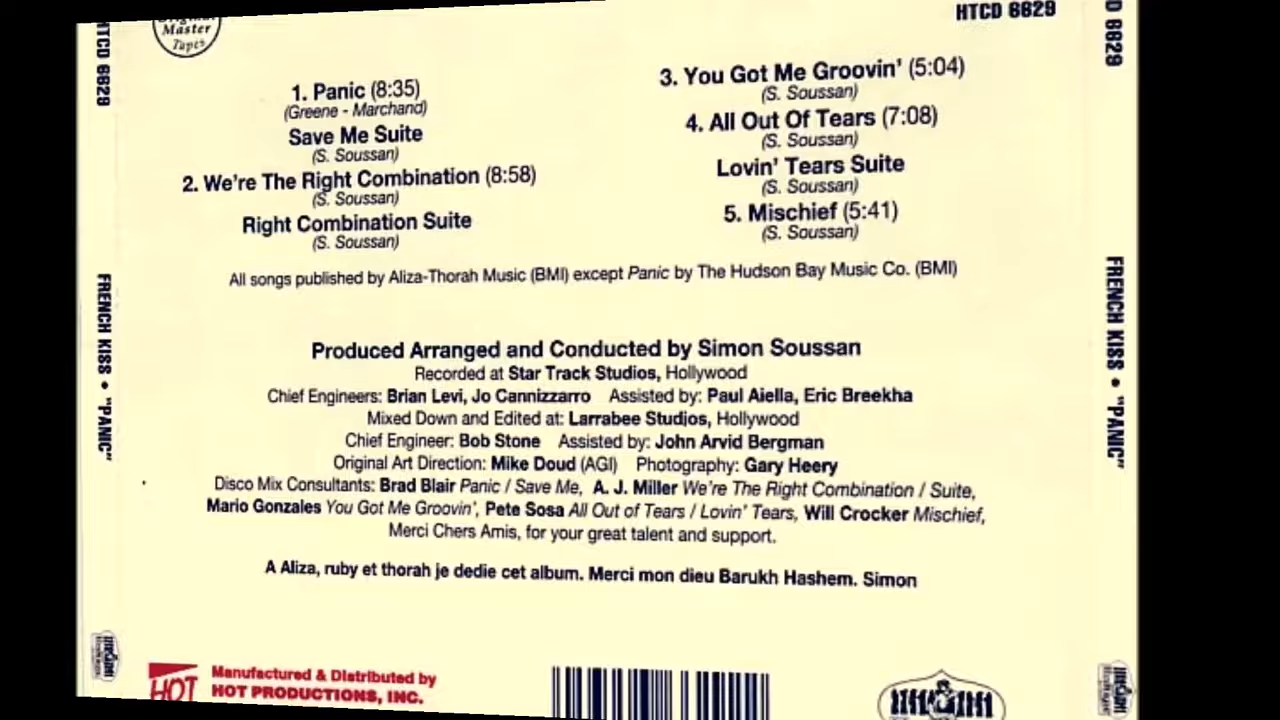 Master
Tapes
HTCD 6629
1. Panic (8:35)
(Greene - Marchand)
Save Me Suite
(S. Soussan)
2. We're The Right Combination (8:58)
(S. Soussan)
Right Combination Suite
(S. Soussan)
3. You Got Me Groovin' (5:04)
(S. Soussan)
4. All Out Of Tears (7:08)
(S. Soussan)
Lovin' Tears Suite
(S. Soussan)
5. Mischief (5:41)
(S. Soussan)
All songs published by Aliza-Thorah Music (BMI) except Panic by The Hudson Bay Music Co. (BMI)
Produced Arranged and Conducted by Simon Soussan
Recorded at Star Track Studios, Hollywood
Chief Engineers: Brian Levi, Jo Cannizzarro Assisted by: Paul Aiella, Eric Breekha
Mixed Down and Edited at: Larrabee Studios, Hollywood
Chief Engineer: Bob Stone Assisted by: John Arvid Bergman
Original Art Direction: Mike Doud (AGI) Photography: Gary Heery
Disco Mix Consultants: Brad Blair Panic / Save Me, A. J. Miller We're The Right Combination / Suite,
Mario Gonzales You Got Me Groovin', Pete Sosa All Out of Tears / Lovin' Tears, Will Crocker Mischief,
Merci Chers Amis, for your great talent and support.
A Aliza, ruby et thorah je dedie cet album. Merci mon dieu Barukh Hashem. Simon
HOT
Manufactured & Distributed by
HOT PRODUCTIONS, INC.
HTCD 6629
FRENCH KISS • "PANIC"
D 6629
FRENCH KISS • "PANIC"